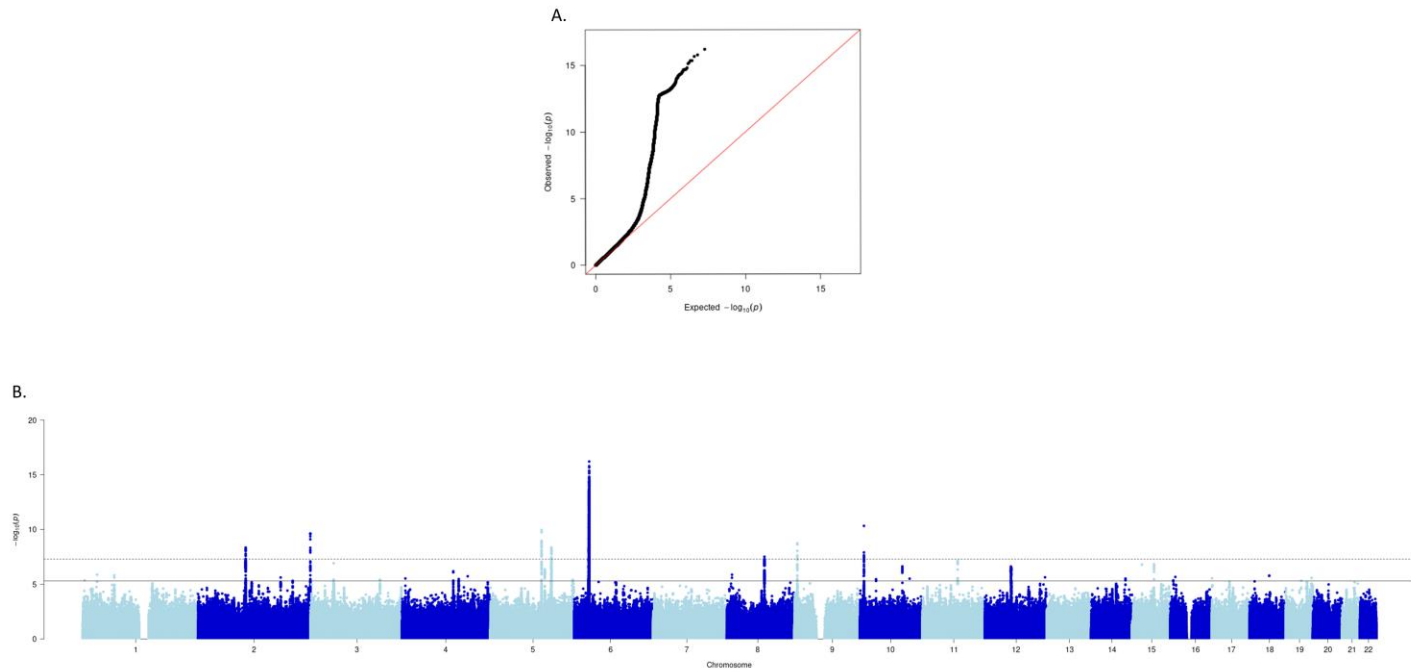 A.
15
10
5
0
Observed −log₁₀(p)
0 5 10 15
Expected −log₁₀(p)
B.
20
15
10
5
0
−log₁₀(p)
1 2 3 4 5 6 7 8 9 10 11 12 13 14 15 16 17 18 19 20 21 22
Chromosome